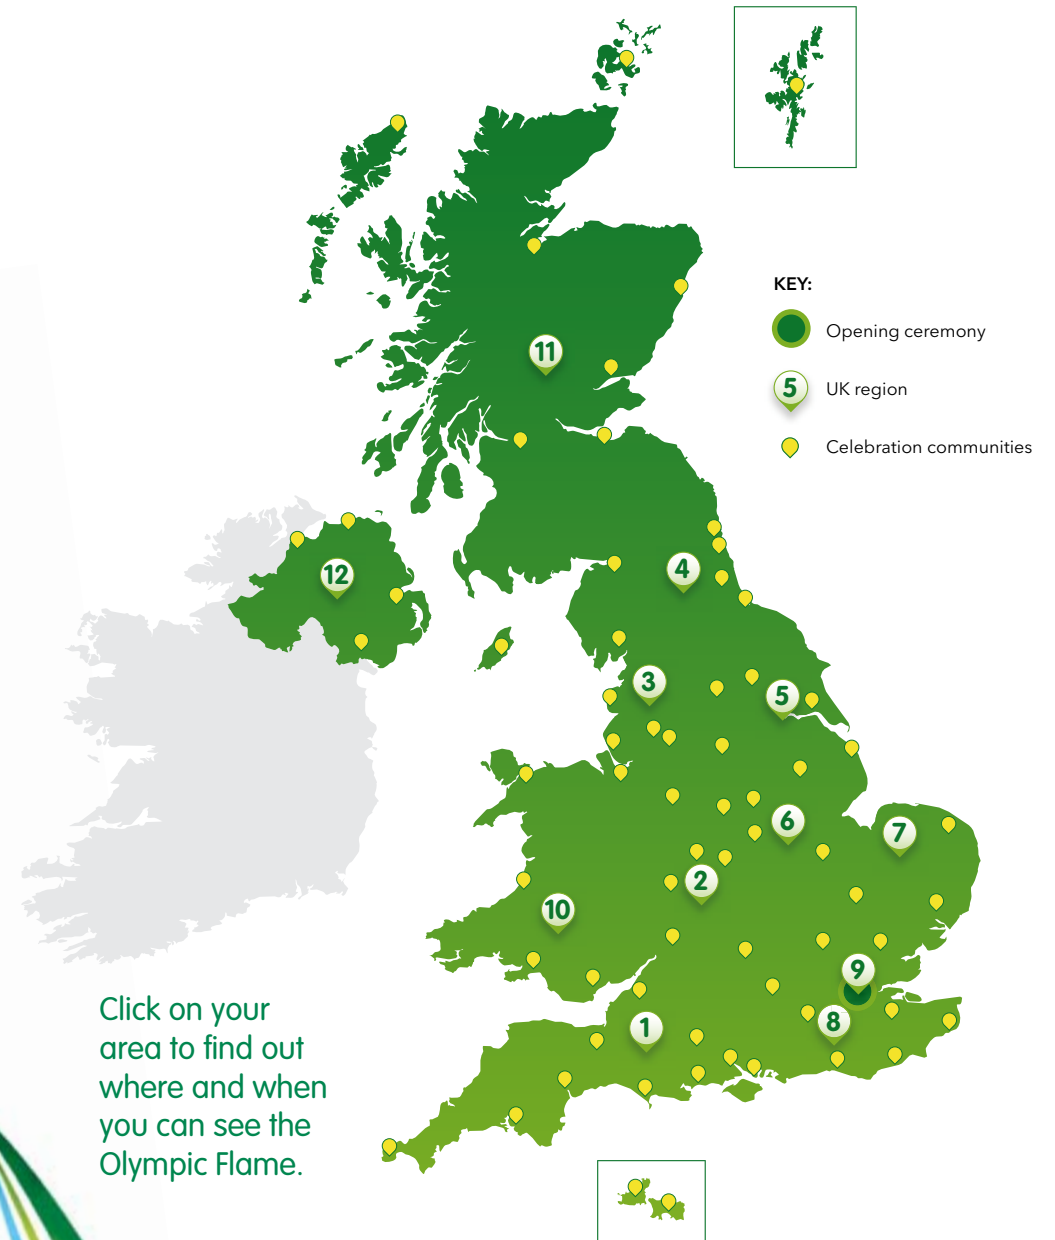 KEY:
Opening ceremony
5
UK region
Celebration communities
11
12
4
3
5
6
7
2
10
9
8
1
Click on your
area to find out
where and when
you can see the
Olympic Flame.